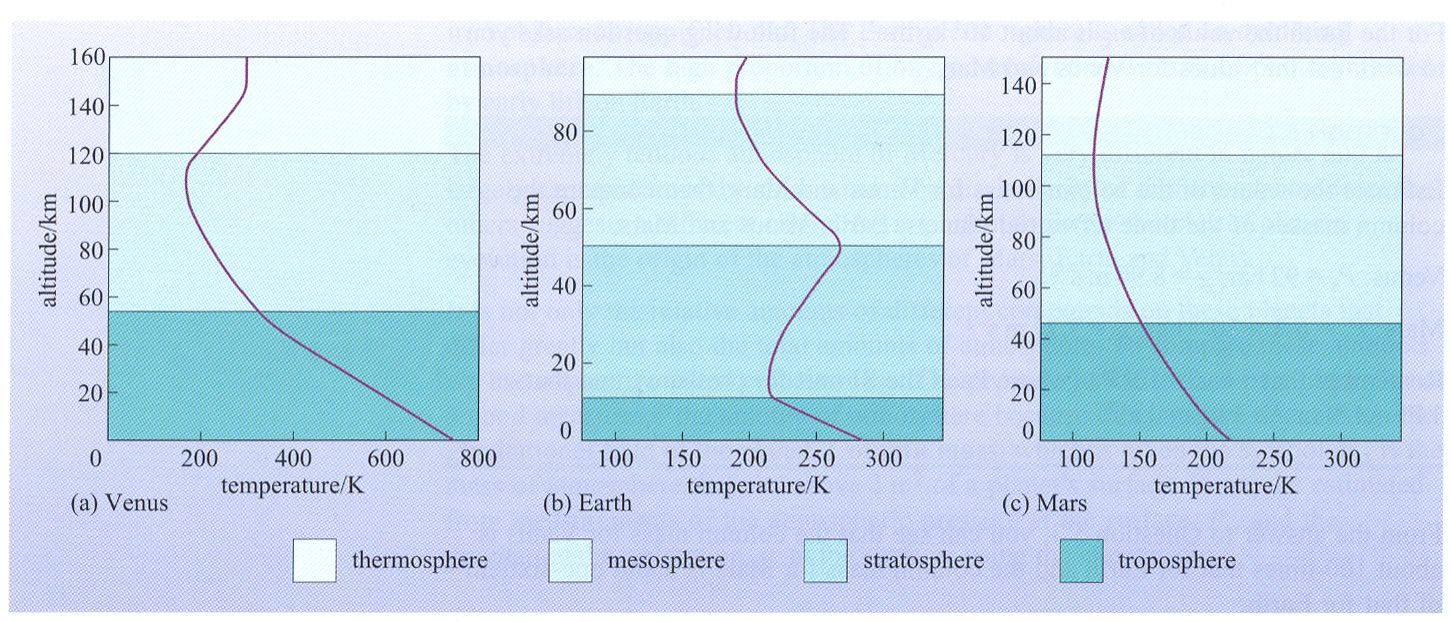 160
140
120
100
80
60
40
20
0
200
400
600
800
altitude/km
temperature/K
(a) Venus
80
60
40
20
0
100
150
200
250
300
altitude/km
temperature/K
(b) Earth
140
120
100
80
60
40
20
0
100
150
200
250
300
altitude/km
temperature/K
(c) Mars
thermosphere
mesosphere
stratosphere
troposphere